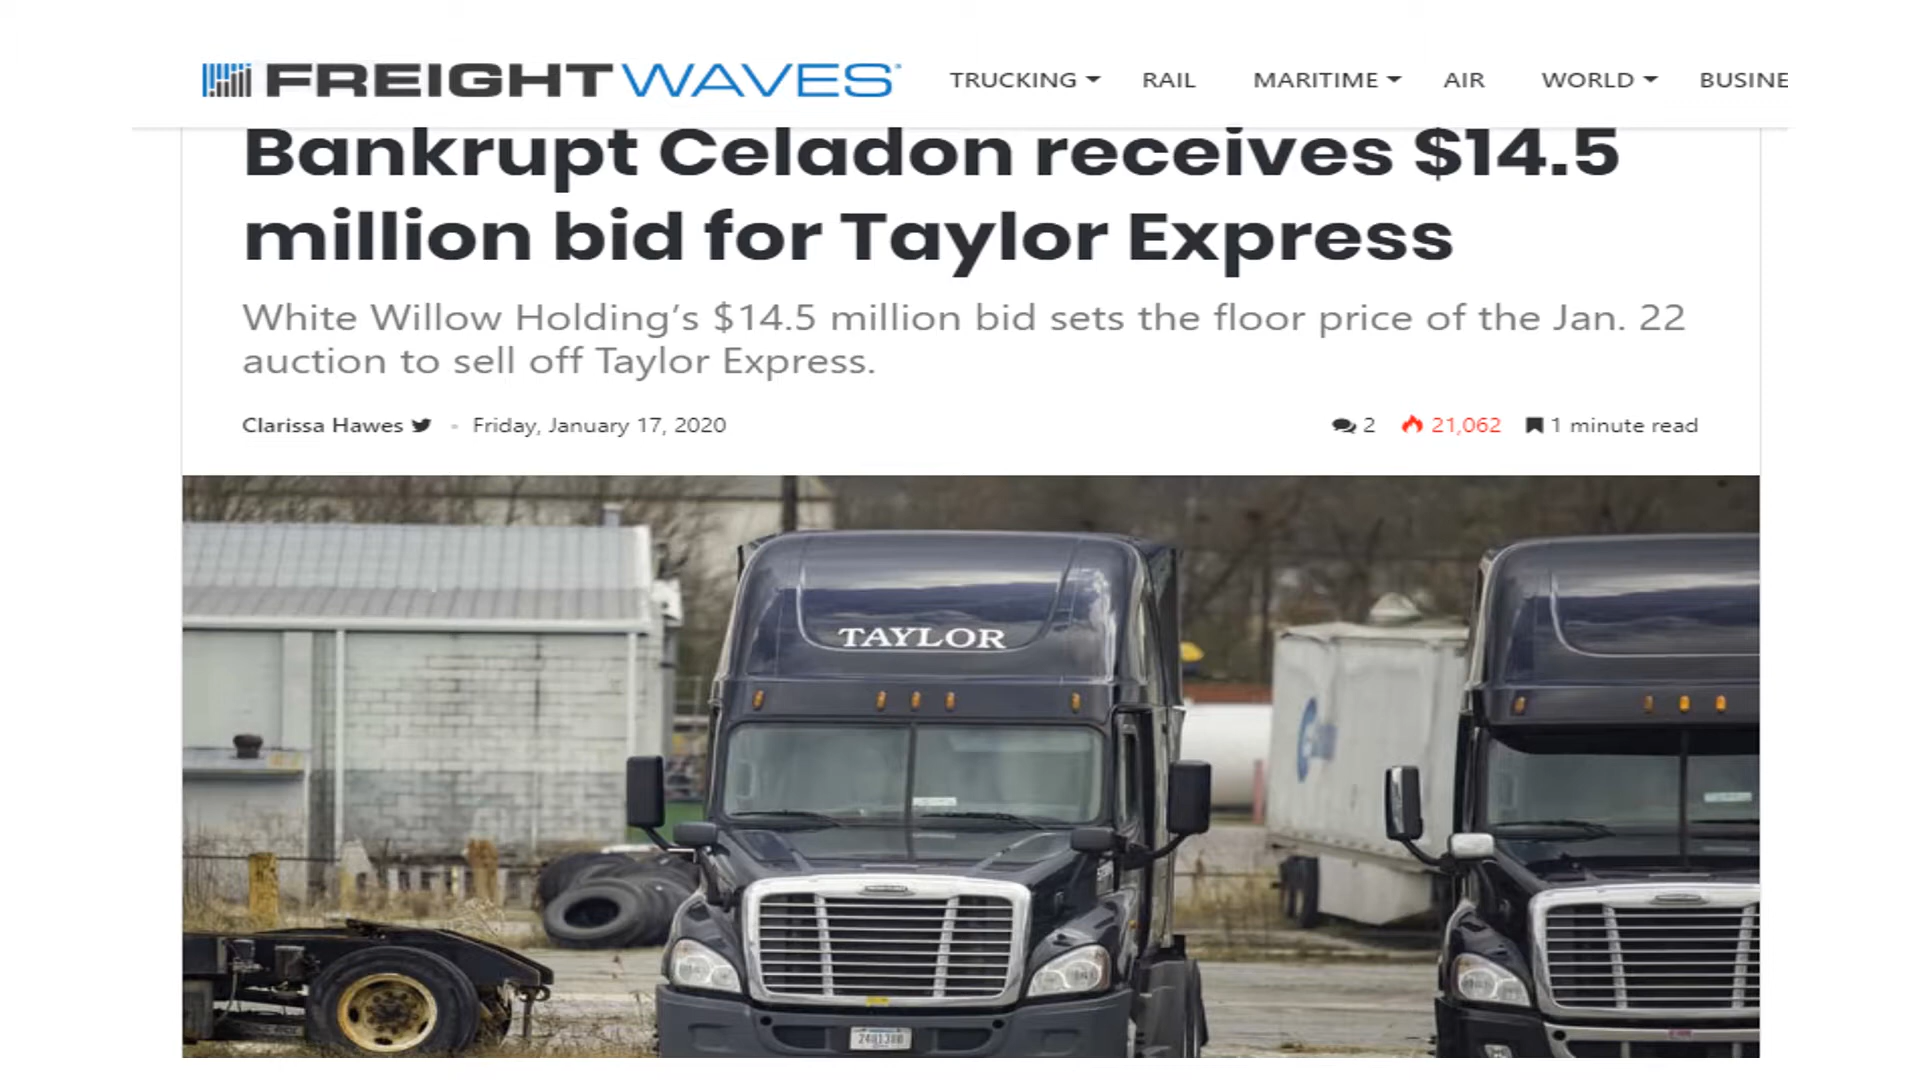 FREIGHTWAVES TRUCKING RAIL MARITIME AIR WORLD BUSINE
Bankrupt Celadon receives $14.5
million bid for Taylor Express
White Willow Holding's $14.5 million bid sets the floor price of the Jan. 22
auction to sell off Taylor Express.
Clarissa Hawes Friday, January 17, 2020 2 21,062 1 minute read
TAYLOR